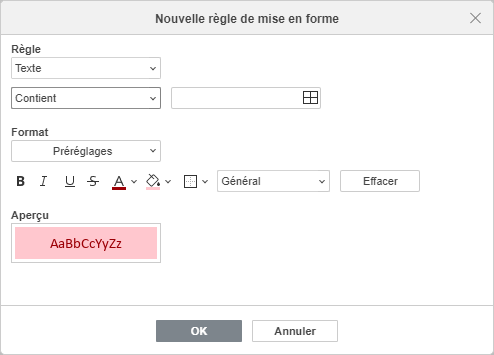 Nouvelle règle de mise en forme
Règle
Texte
Contient
Format
Préréglages
B I U S A Général Effacer
Aperçu
AaBbCcYyZz
OK Annuler